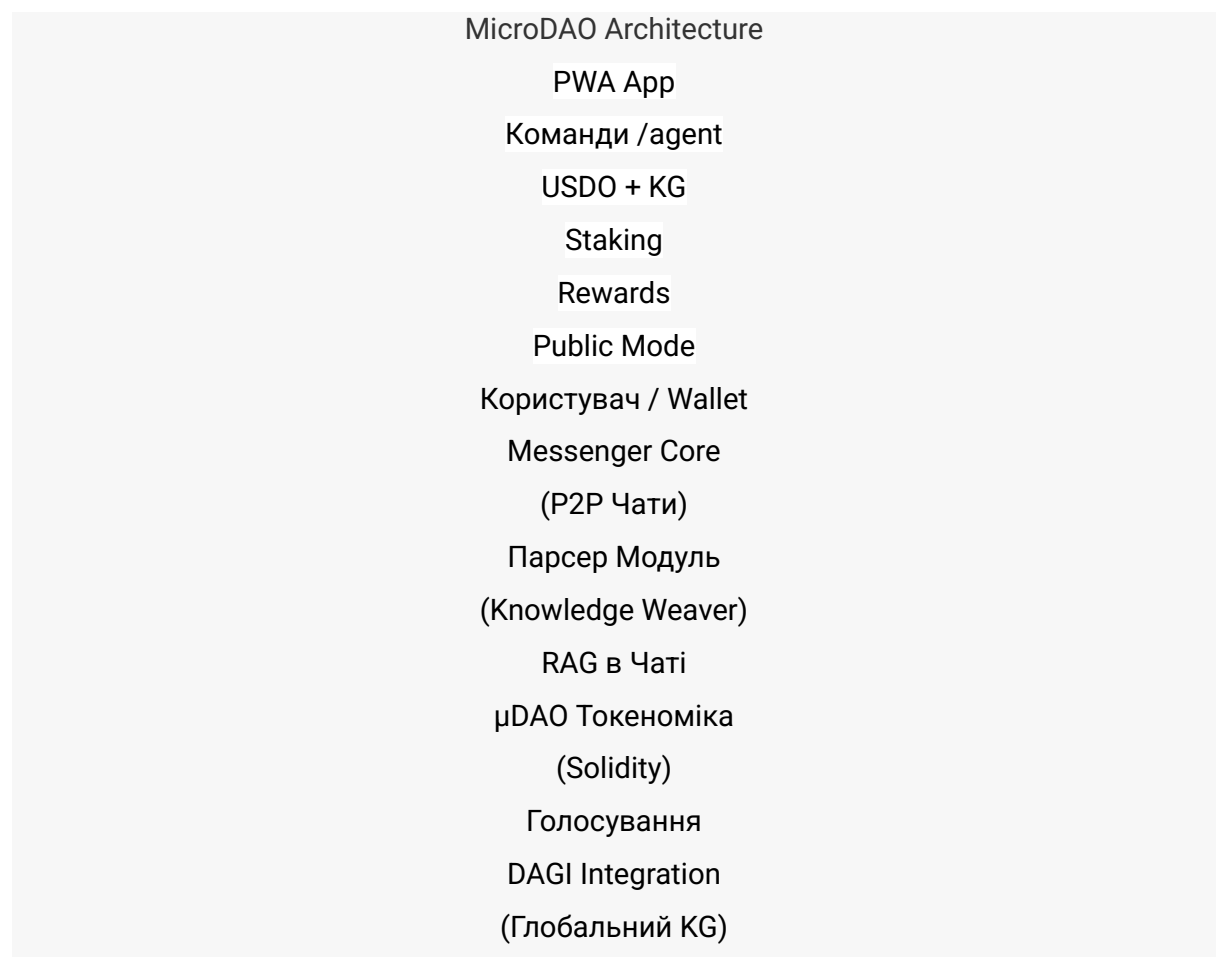 MicroDAO Architecture
PWA App
Команди /agent
USDO + KG
Staking
Rewards
Public Mode
Користувач / Wallet
Messenger Core
(P2P Чати)
Парсер Модуль
(Knowledge Weaver)
RAG в Чаті
μDAO Токеноміка
(Solidity)
Голосування
DAGI Integration
(Глобальний KG)